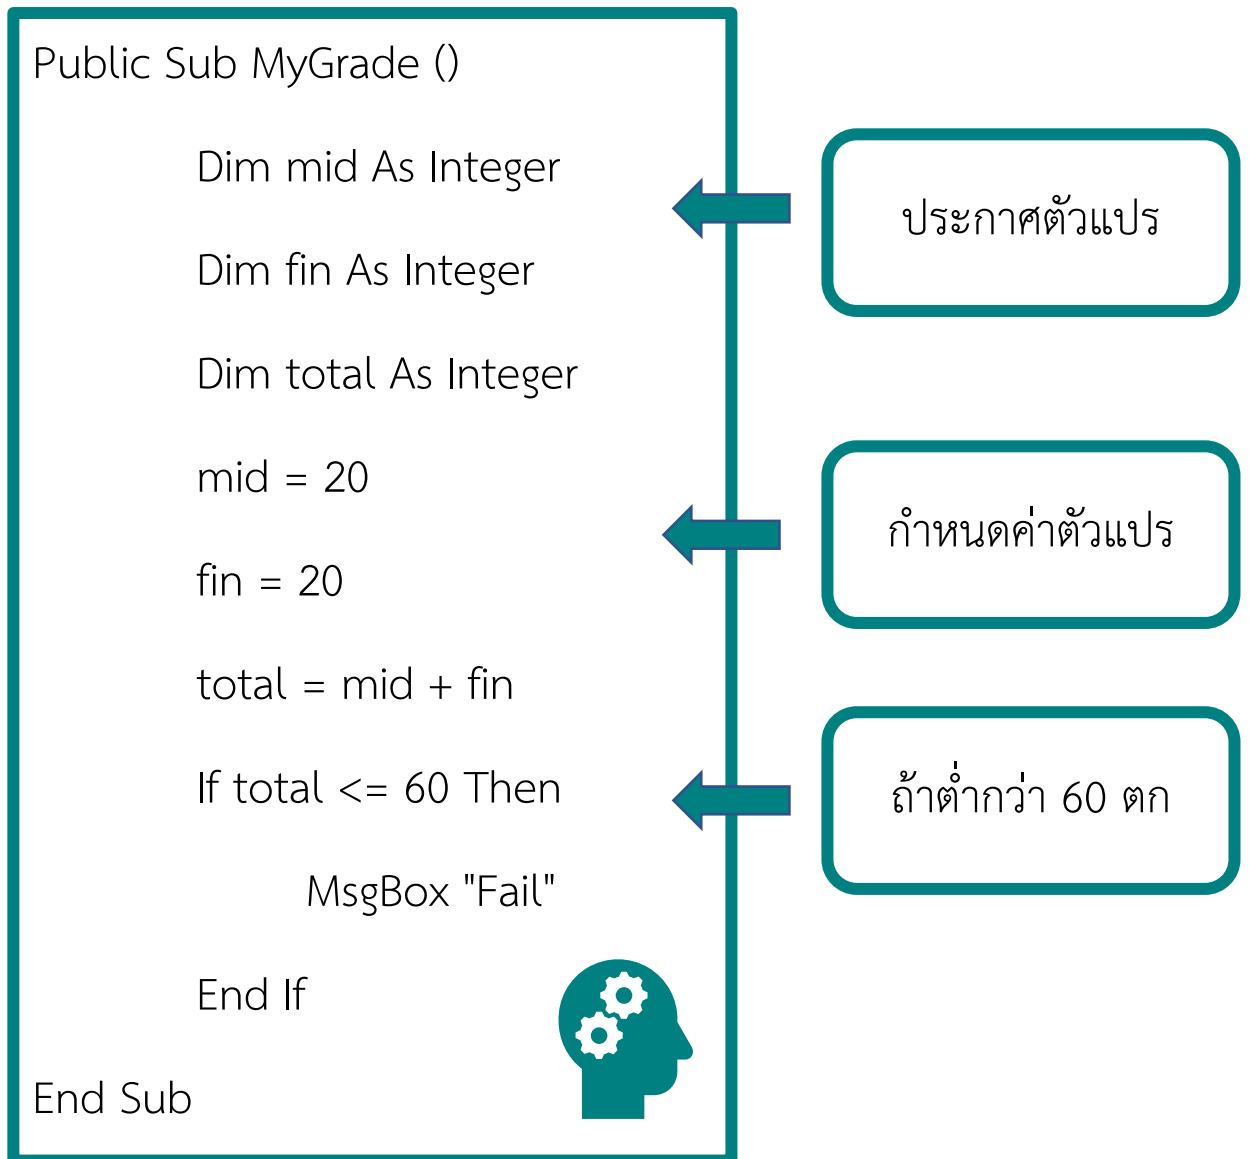 Public Sub MyGrade ()
Dim mid As Integer
Dim fin As Integer
Dim total As Integer
mid = 20
fin = 20
total = mid + fin
If total <= 60 Then
MsgBox "Fail"
End If
End Sub
ประกาศตัวแปร
กำหนดค่าตัวแปร
ถ้าต่ำกว่า 60 ตก